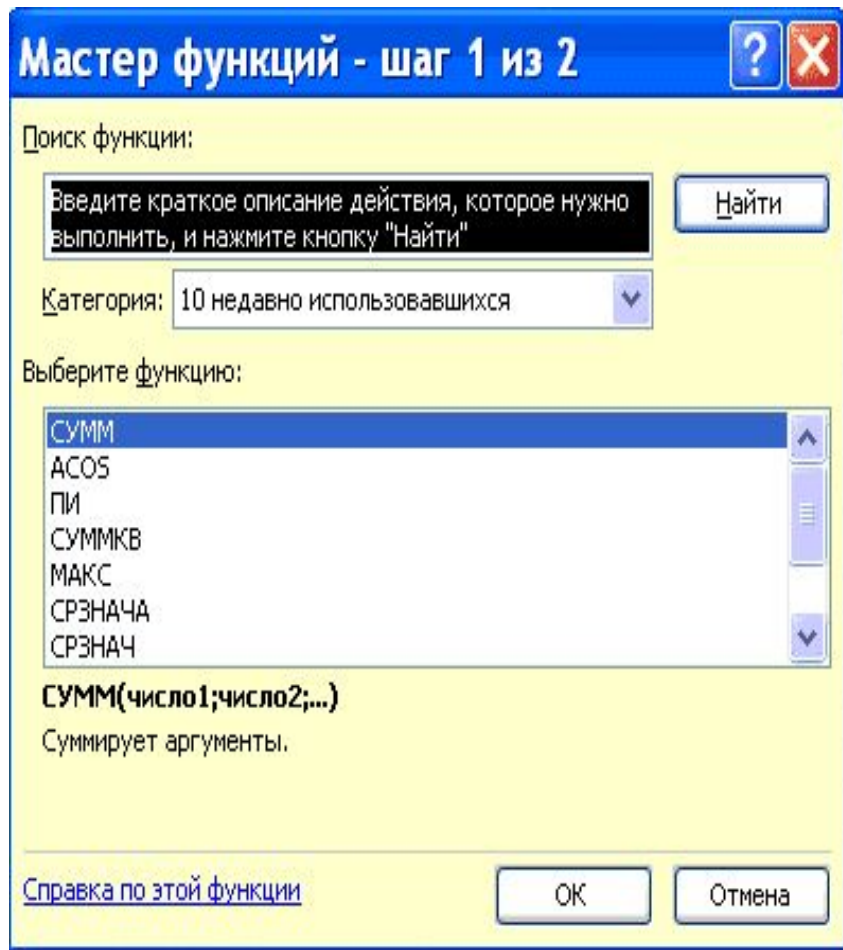 Мастер функций - шаг 1 из 2
Поиск функции:
Введите краткое описание действия, которое нужно
выполнить, и нажмите кнопку "Найти"
Найти
Категория: 10 недавно использовавшихся
Выберите функцию:
СУММ
ACOS
ПИ
СУММКВ
МАКС
СРЗНАЧА
СРЗНАЧ
СУММ(число1;число2;...)
Суммирует аргументы.
Справка по этой функции
ОК
Отмена